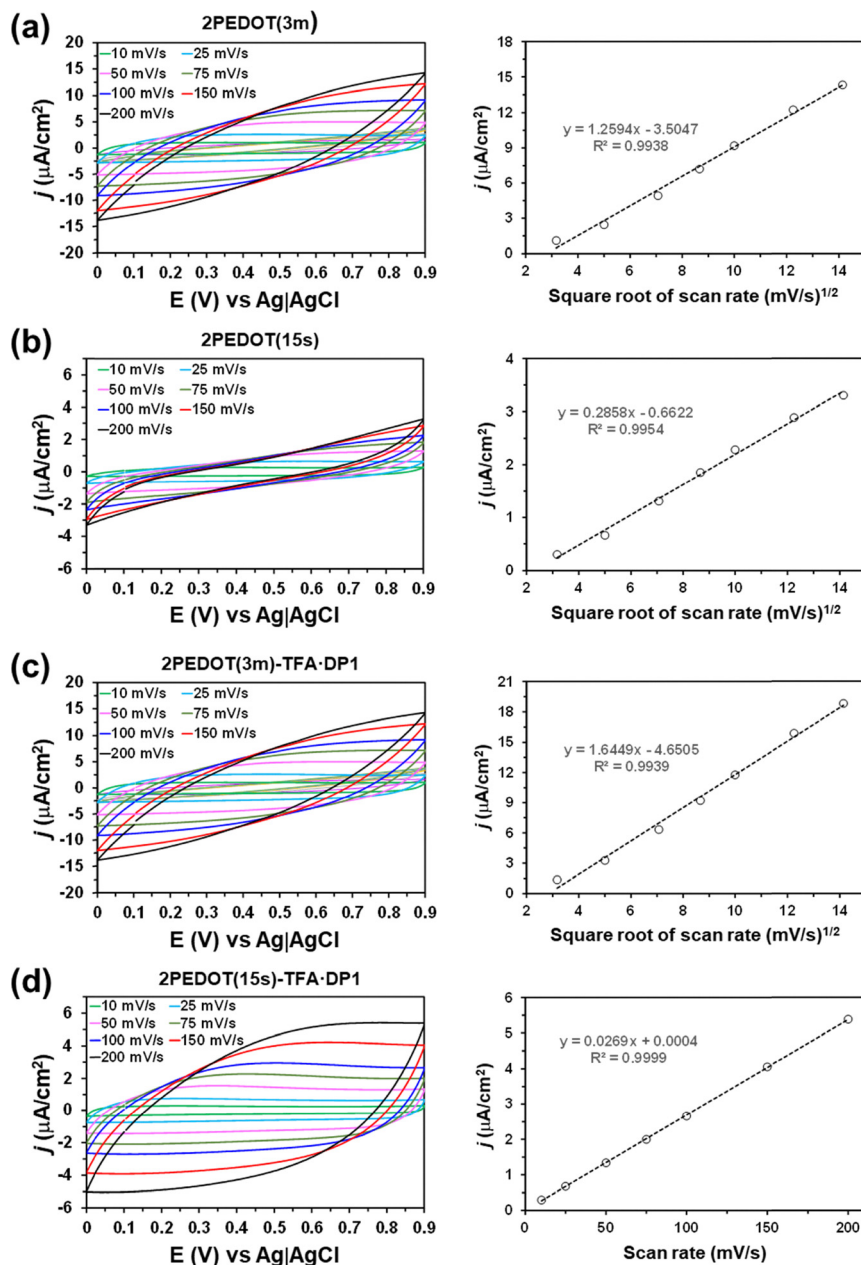 (a)
2PEDOT(3m)
10 mV/s 25 mV/s
50 mV/s 75 mV/s
100 mV/s 150 mV/s
200 mV/s
20
15
10
5
0
-5
-10
-15
-20
j (μA/cm²)
0 0.1 0.2 0.3 0.4 0.5 0.6 0.7 0.8 0.9
E (V) vs Ag|AgCl
18
15
12
9
6
3
0
j (μA/cm²)
y = 1.2594x - 3.5047
R² = 0.9938
2 4 6 8 10 12 14
Square root of scan rate (mV/s)¹/²
(b)
2PEDOT(15s)
10 mV/s 25 mV/s
50 mV/s 75 mV/s
100 mV/s 150 mV/s
200 mV/s
6
4
2
0
-2
-4
-6
j (μA/cm²)
0 0.1 0.2 0.3 0.4 0.5 0.6 0.7 0.8 0.9
E (V) vs Ag|AgCl
4
3
2
1
0
j (μA/cm²)
y = 0.2858x - 0.6622
R² = 0.9954
2 4 6 8 10 12 14
Square root of scan rate (mV/s)¹/²
(c)
2PEDOT(3m)-TFA·DP1
10 mV/s 25 mV/s
50 mV/s 75 mV/s
100 mV/s 150 mV/s
200 mV/s
20
15
10
5
0
-5
-10
-15
-20
j (μA/cm²)
0 0.1 0.2 0.3 0.4 0.5 0.6 0.7 0.8 0.9
E (V) vs Ag|AgCl
21
18
15
12
9
6
3
0
j (μA/cm²)
y = 1.6449x - 4.6505
R² = 0.9939
2 4 6 8 10 12 14
Square root of scan rate (mV/s)¹/²
(d)
2PEDOT(15s)-TFA·DP1
10 mV/s 25 mV/s
50 mV/s 75 mV/s
100 mV/s 150 mV/s
200 mV/s
6
4
2
0
-2
-4
-6
j (μA/cm²)
0 0.1 0.2 0.3 0.4 0.5 0.6 0.7 0.8 0.9
E (V) vs Ag|AgCl
6
5
4
3
2
1
0
j (μA/cm²)
y = 0.0269x + 0.0004
R² = 0.9999
0 50 100 150 200
Scan rate (mV/s)